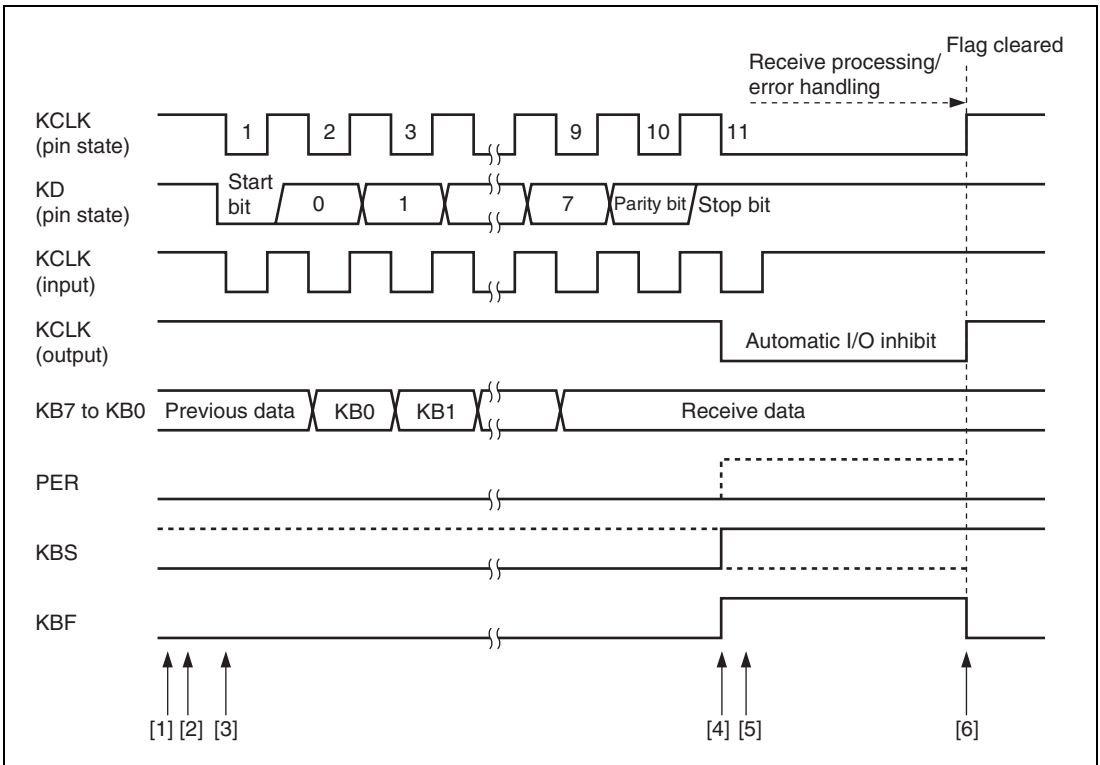 Flag cleared
Receive processing/
error handling
KCLK
(pin state)
1 2 3 9 10 11
KD
(pin state)
Start
bit
0 1 7 Parity bit Stop bit
KCLK
(input)
KCLK
(output)
Automatic I/O inhibit
KB7 to KB0 Previous data KB0 KB1 Receive data
PER
KBS
KBF
[1] [2] [3] [4] [5] [6]